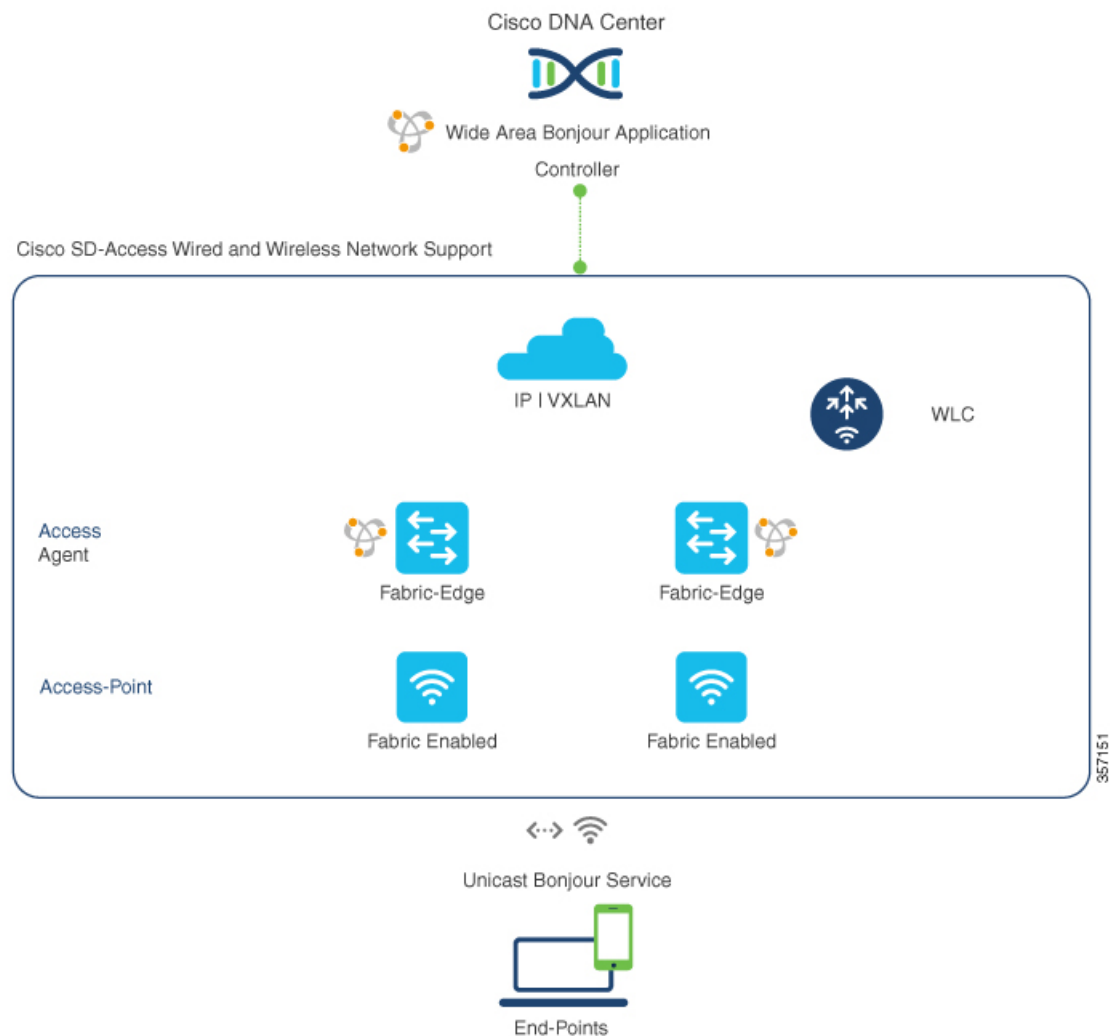 Cisco DNA Center
Wide Area Bonjour Application
Controller
Cisco SD-Access Wired and Wireless Network Support
IP | VXLAN
WLC
Access
Agent
Fabric-Edge
Fabric-Edge
Access-Point
Fabric Enabled
Fabric Enabled
357151
Unicast Bonjour Service
End-Points